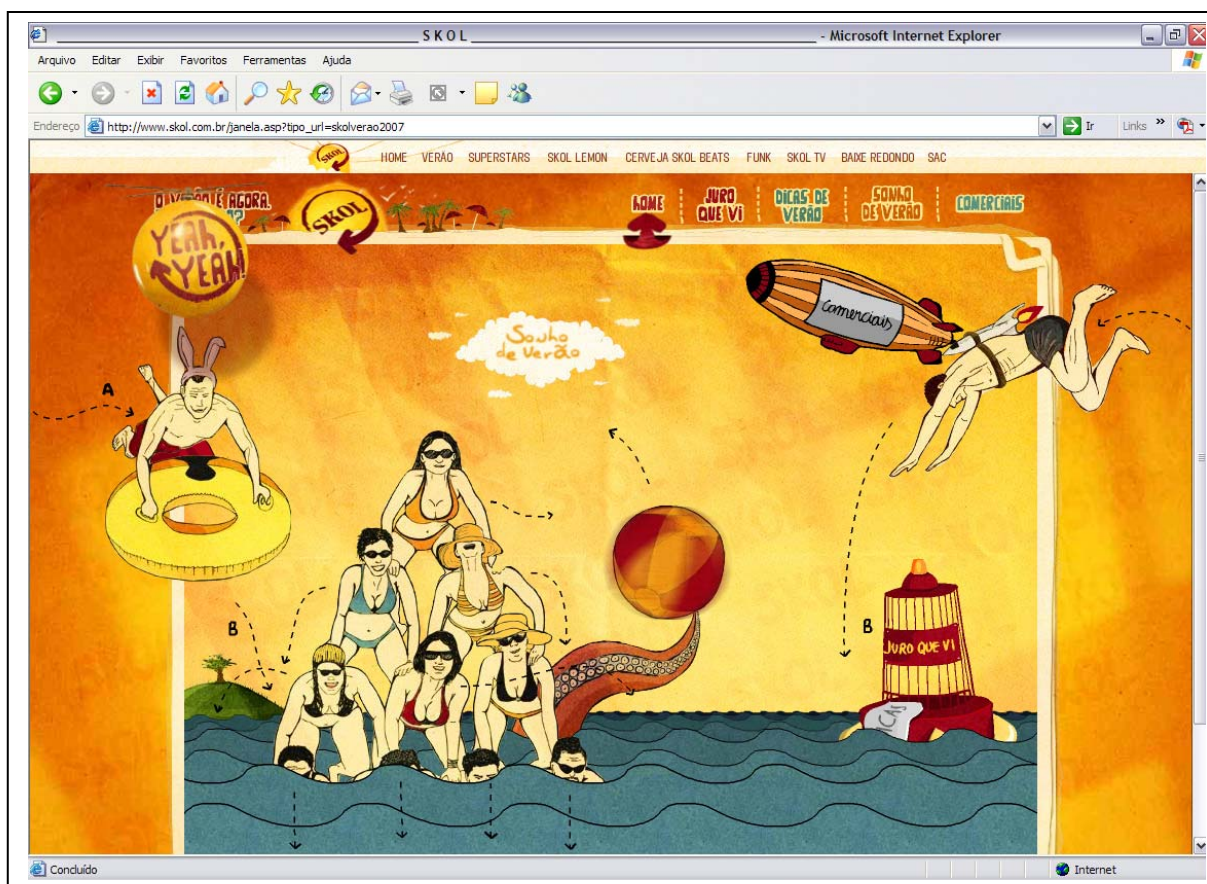 SKOL - Microsoft Internet Explorer
Arquivo Editar Exibir Favoritos Ferramentas Ajuda
Endereço http://www.skol.com.br/janela.asp?tipo_url=skolverao2007 Ir Links »
SKOL HOME VERÃO SUPERSTARS SKOL LEMON CERVEJA SKOL BEATS FUNK SKOL TV BAIXE REDONDO SAC
O VERÃO É AGORA.
SKOL
HOME
JURO
QUE VI
DICAS DE
VERÃO
SONHO
DE VERÃO
COMERCIAIS
YEAH,
YEAH!
Sonho
de Verão
Comerciais
A
B
B
JURO QUE VI
Concluído Internet